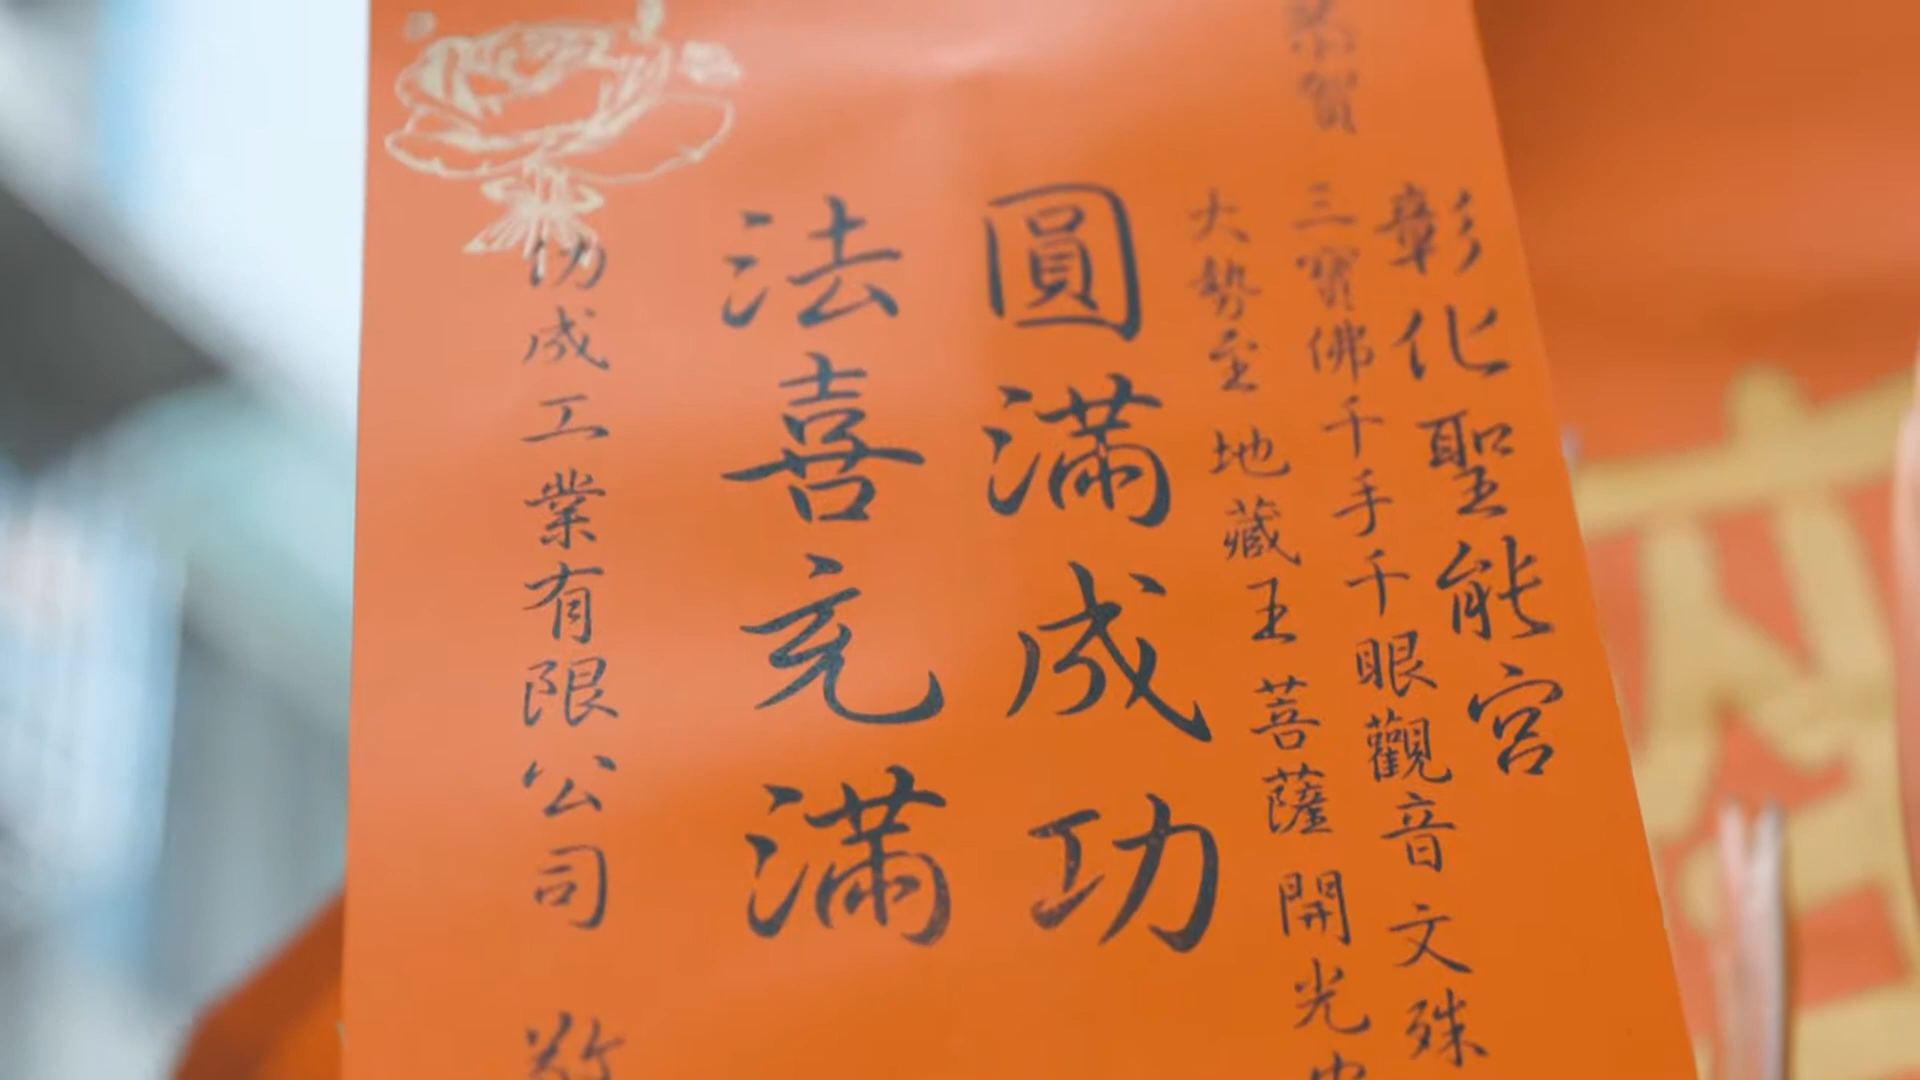 賀
彰化聖能宮
三寶佛千手千眼觀音文殊
大勢至地藏王菩薩開光
圓滿成功
法喜充滿
成工業有限公司 敬